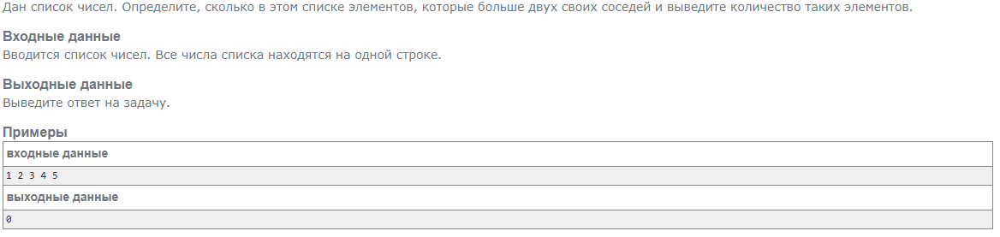 Дан список чисел. Определите, сколько в этом списке элементов, которые больше двух своих соседей и выведите количество таких элементов.
Входные данные
Вводится список чисел. Все числа списка находятся на одной строке.
Выходные данные
Выведите ответ на задачу.
Примеры
входные данные
1 2 3 4 5
выходные данные
0